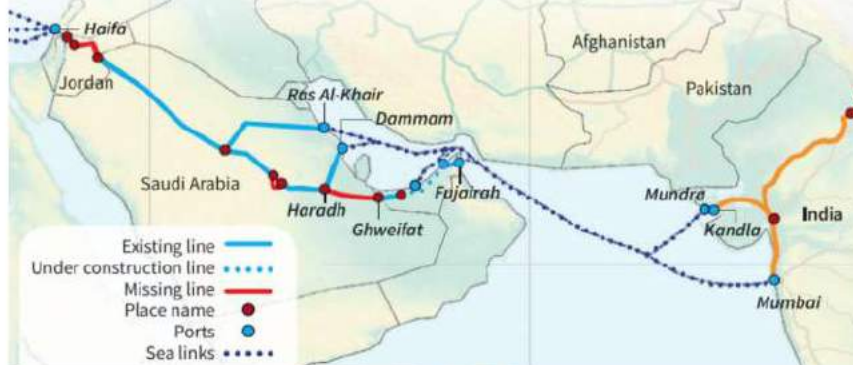 Haifa
Afghanistan
Jordan
Pakistan
Ras Al-Khair
Dammam
Saudi Arabia
Haradh
Fujairah
Mundra
India
Ghweifat
Kandla
Existing line
Under construction line
Missing line
Place name
Ports
Sea links
Mumbai